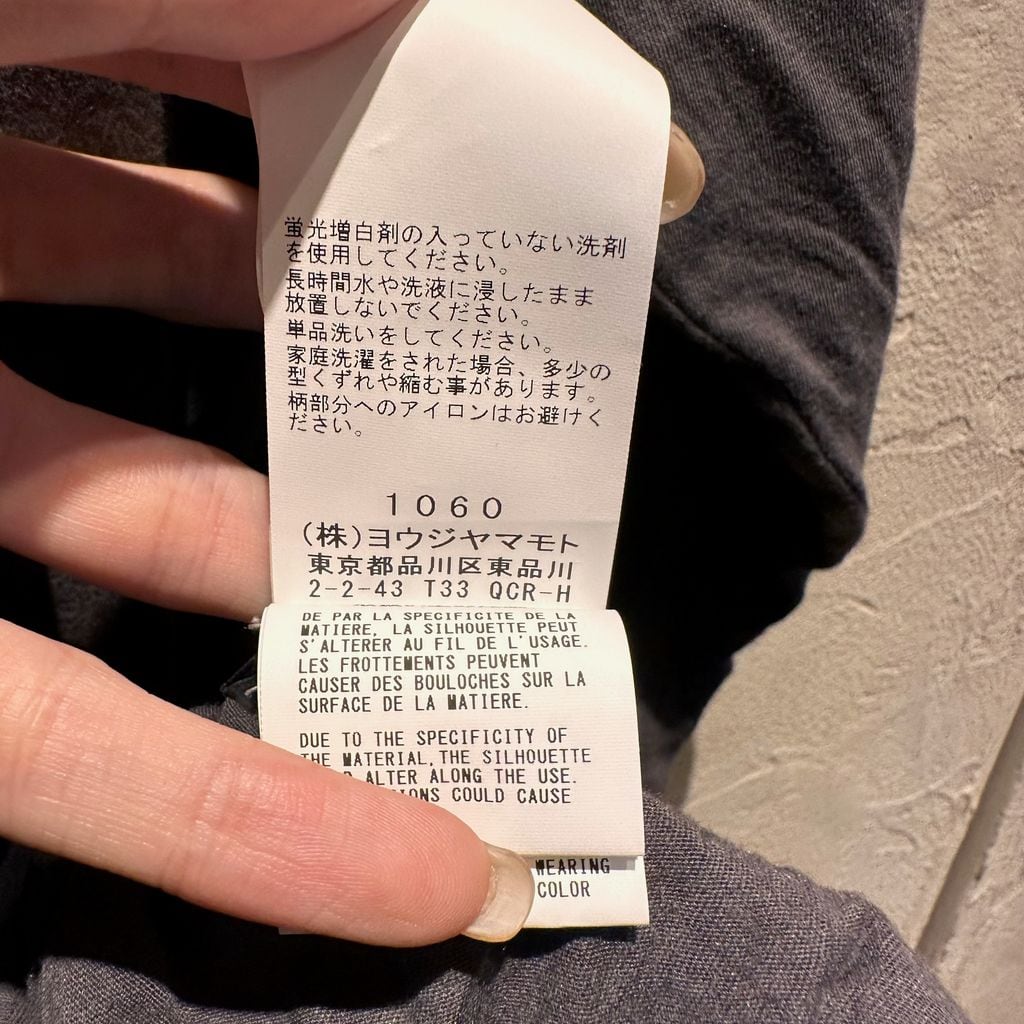 蛍光増白剤の入っていない洗剤
を使用してください。
長時間水や洗液に浸したまま
放置しないでください。
単品洗いをしてください。
家庭洗濯をされた場合、多少の
型くずれや縮む事があります。
柄部分へのアイロンはお避けく
ださい。
1060
(株)ヨウジヤマモト
東京都品川区東品川
2-2-43 T33 QCR-H
DE PAR LA SPECIFICITE DE LA
MATIERE, LA SILHOUETTE PEUT
S'ALTERER AU FIL DE L'USAGE.
LES FROTTEMENTS PEUVENT
CAUSER DES BOULOCHES SUR LA
SURFACE DE LA MATIERE.
DUE TO THE SPECIFICITY OF
THE MATERIAL,THE SILHOUETTE
ALTER ALONG THE USE.
COULD CAUSE
WEARING
COLOR